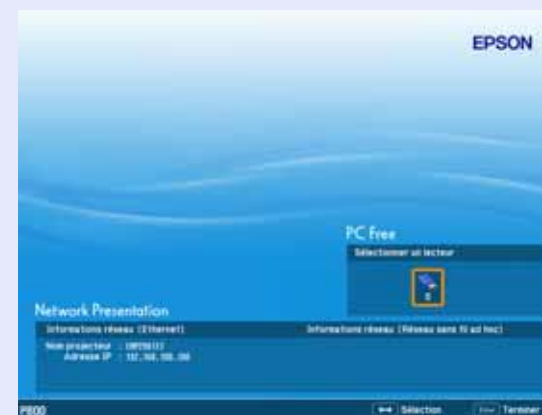 EPSON
PC Free
Sélectionner un lecteur
Network Presentation
Informations réseau (Ethernet)
Informations réseau (Réseau sans fil ad hoc)
Nom projecteur :
Adresse IP :
P800
Sélection
Terminer